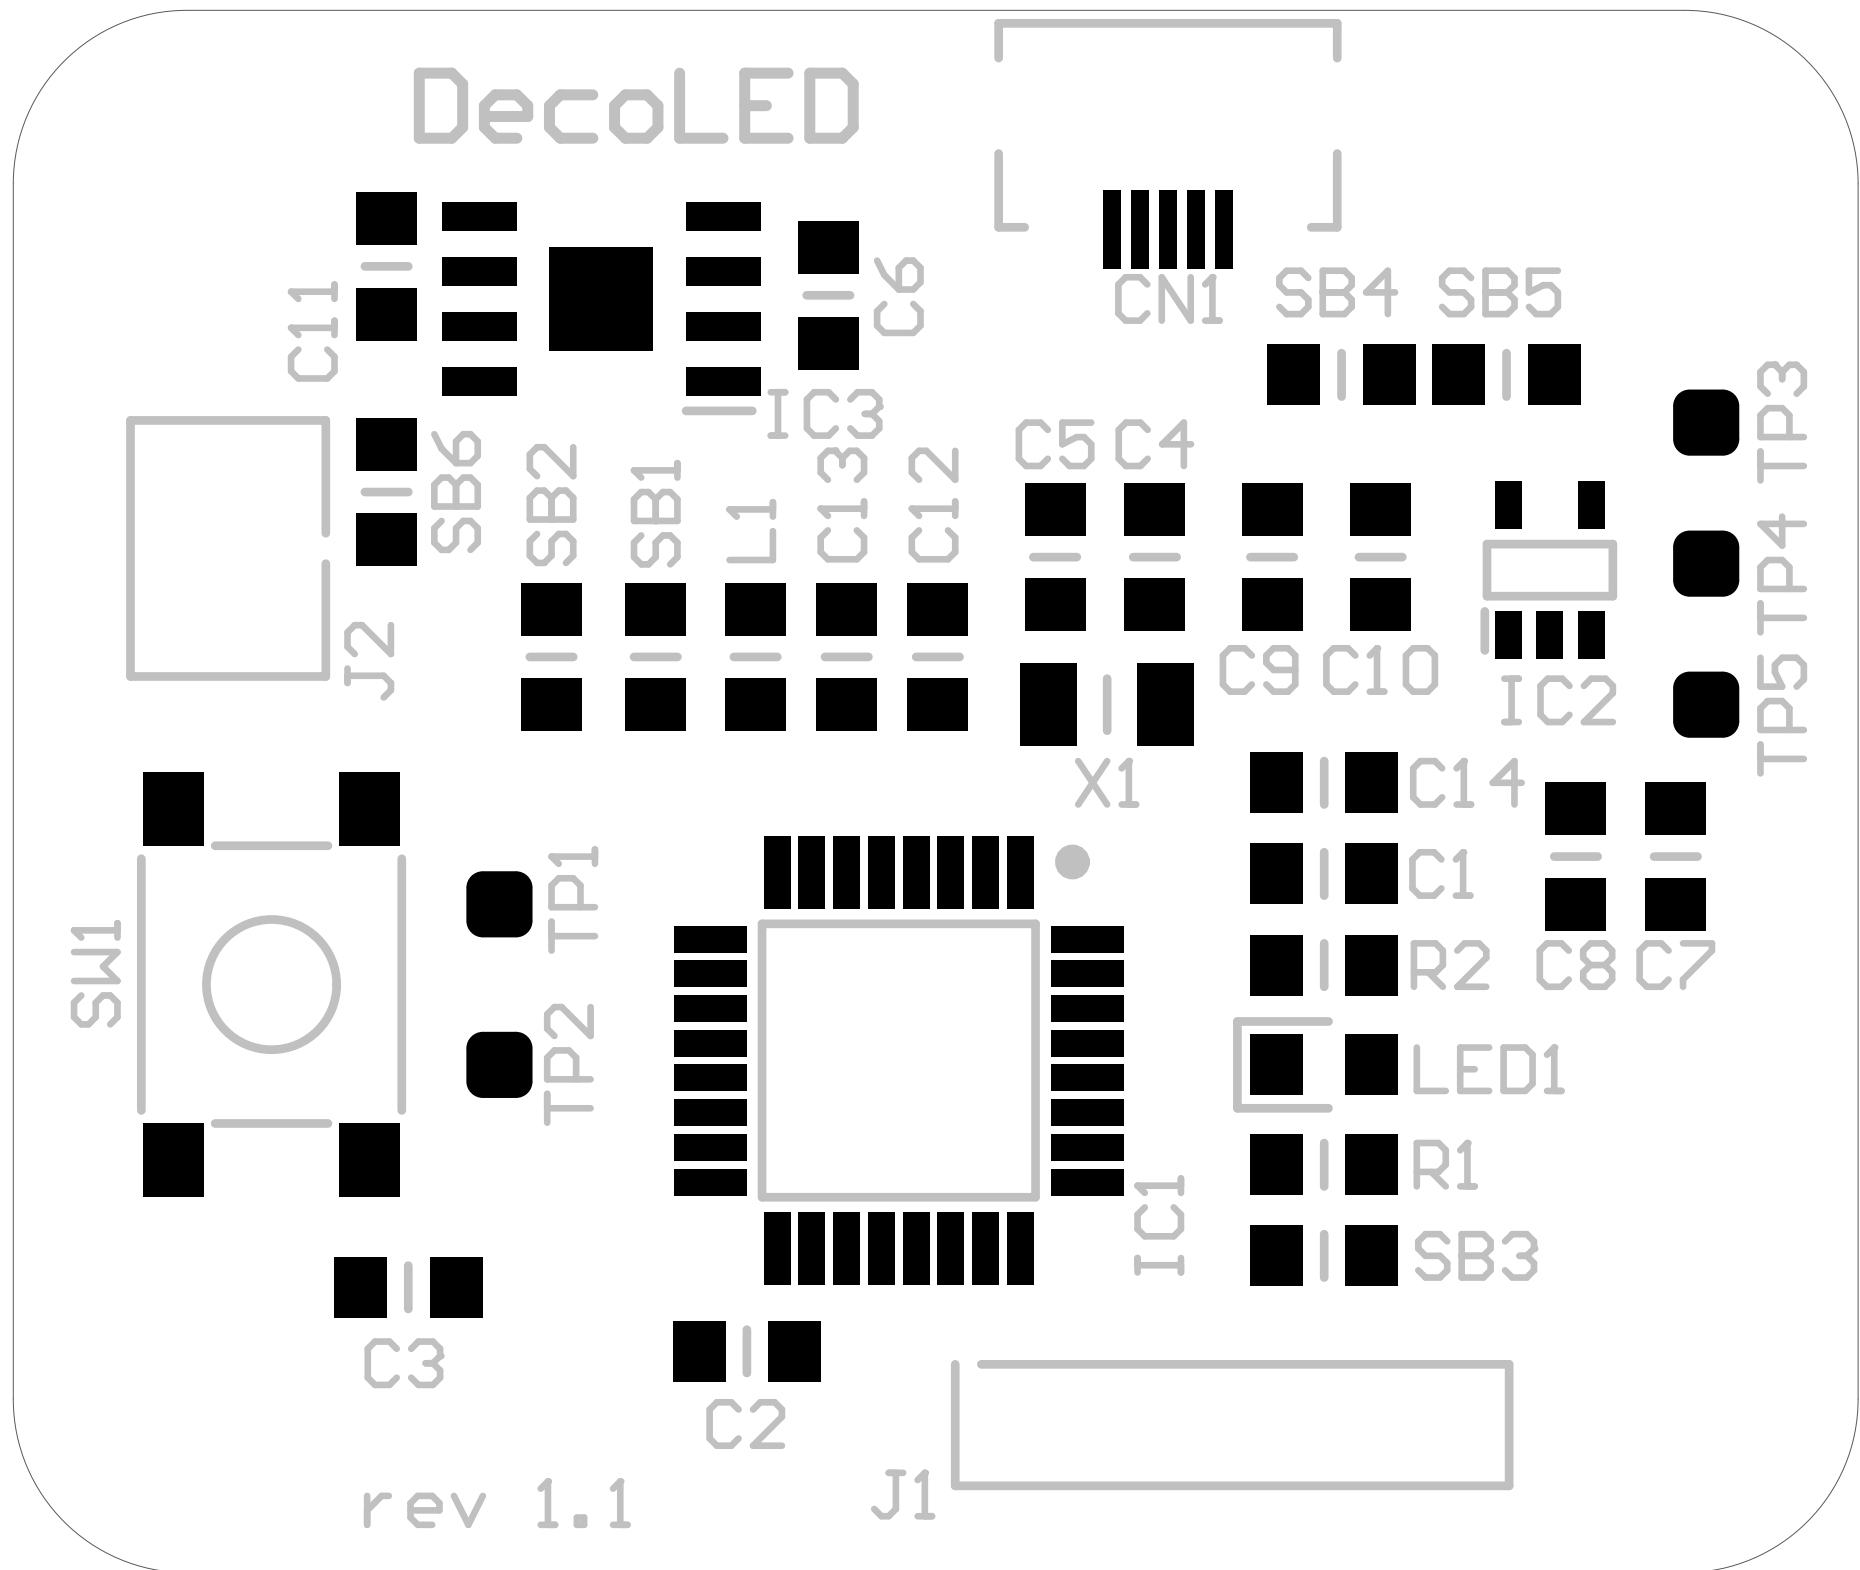 DecoLED
C11
C6
CN1
SB4
SB5
IC3
TP3
SB6
SB2
SB1
L1
C13
C12
C5
C4
TP4
J2
C9
C10
IC2
TP5
X1
C14
C1
TP1
SW1
R2
C8
C7
TP2
LED1
R1
IC1
SB3
C3
C2
J1
rev 1.1